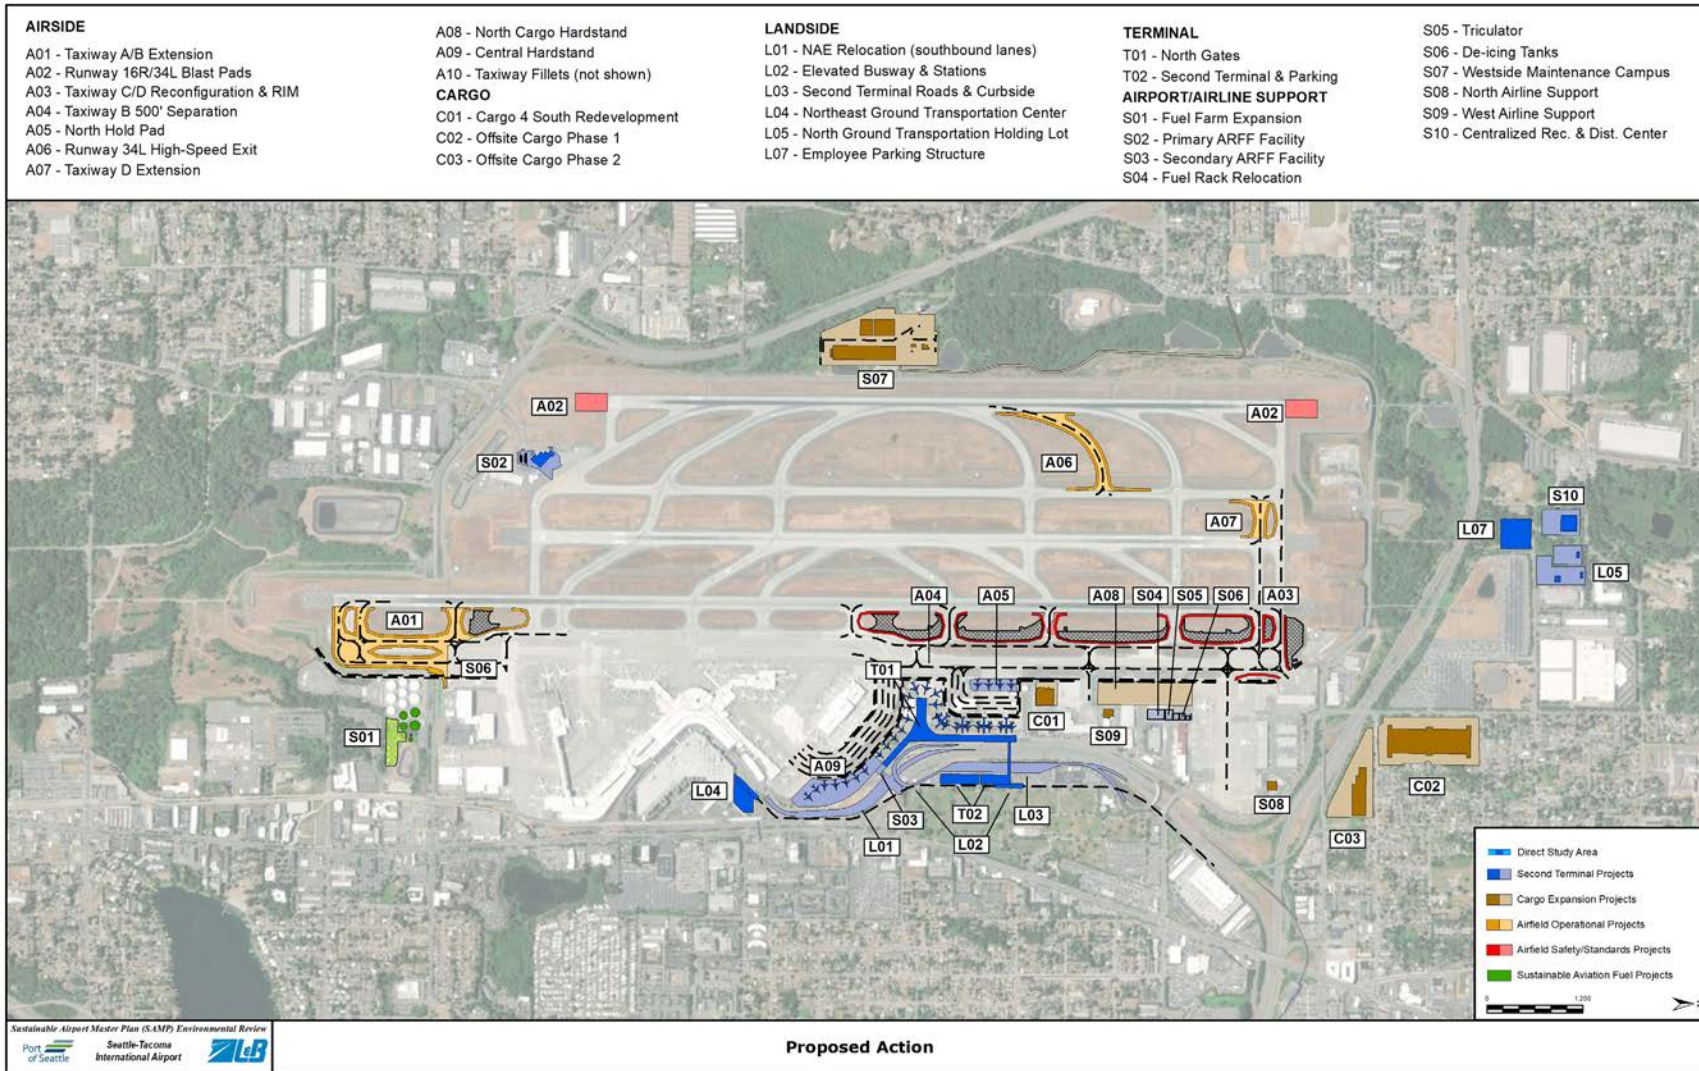 AIRSIDE
A01 - Taxiway A/B Extension
A02 - Runway 16R/34L Blast Pads
A03 - Taxiway C/D Reconfiguration & RIM
A04 - Taxiway B 500' Separation
A05 - North Hold Pad
A06 - Runway 34L High-Speed Exit
A07 - Taxiway D Extension
A08 - North Cargo Hardstand
A09 - Central Hardstand
A10 - Taxiway Fillets (not shown)
CARGO
C01 - Cargo 4 South Redevelopment
C02 - Offsite Cargo Phase 1
C03 - Offsite Cargo Phase 2
LANDSIDE
L01 - NAE Relocation (southbound lanes)
L02 - Elevated Busway & Stations
L03 - Second Terminal Roads & Curbside
L04 - Northeast Ground Transportation Center
L05 - North Ground Transportation Holding Lot
L07 - Employee Parking Structure
TERMINAL
T01 - North Gates
T02 - Second Terminal & Parking
AIRPORT/AIRLINE SUPPORT
S01 - Fuel Farm Expansion
S02 - Primary ARFF Facility
S03 - Secondary ARFF Facility
S04 - Fuel Rack Relocation
S05 - Triculator
S06 - De-icing Tanks
S07 - Westside Maintenance Campus
S08 - North Airline Support
S09 - West Airline Support
S10 - Centralized Rec. & Dist. Center
S07
A02
A02
S02
A06
S10
A07
L07
L05
A04
A05
A08
S04
S05
S06
A03
A01
S06
T01
C01
S09
S01
A09
L04
S03
T02
L03
S08
C02
L01
L02
C03
Direct Study Area
Second Terminal Projects
Cargo Expansion Projects
Airfield Operational Projects
Airfield Safety/Standards Projects
Sustainable Aviation Fuel Projects
0 1,200
Sustainable Airport Master Plan (SAMP) Environmental Review
Port of Seattle
Seattle-Tacoma
International Airport
L&B
Proposed Action